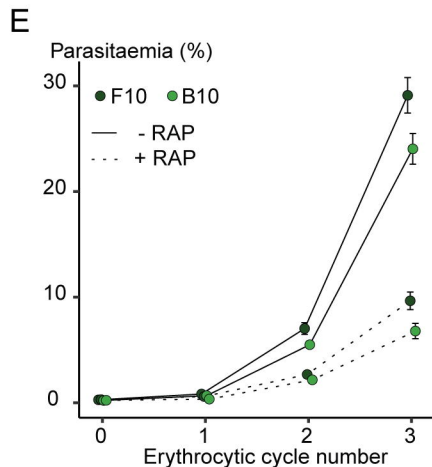 E
Parasitaemia (%)
30
F10 B10
- RAP
+ RAP
20
10
0
0 1 2 3
Erythrocytic cycle number